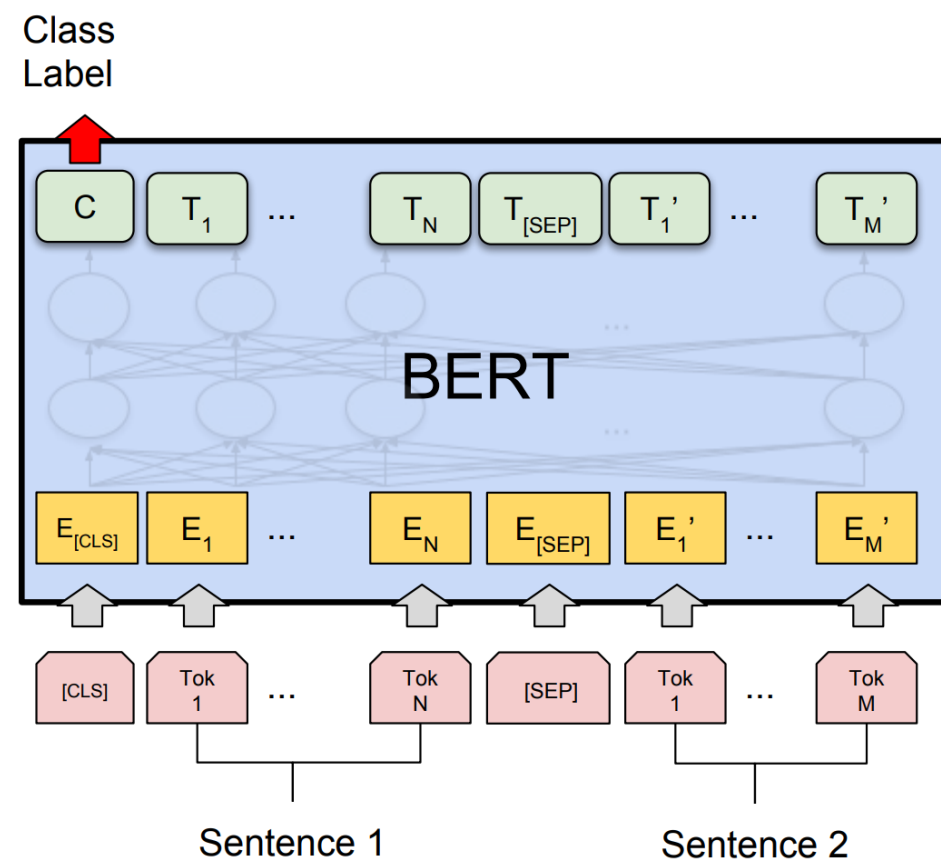 Class
Label
C T1 ... TN T[SEP] T1’ ... TM’
...
BERT
...
E[CLS] E1 ... EN E[SEP] E1’ ... EM’
[CLS] Tok 1 ... Tok N [SEP] Tok 1 ... Tok M
Sentence 1 Sentence 2